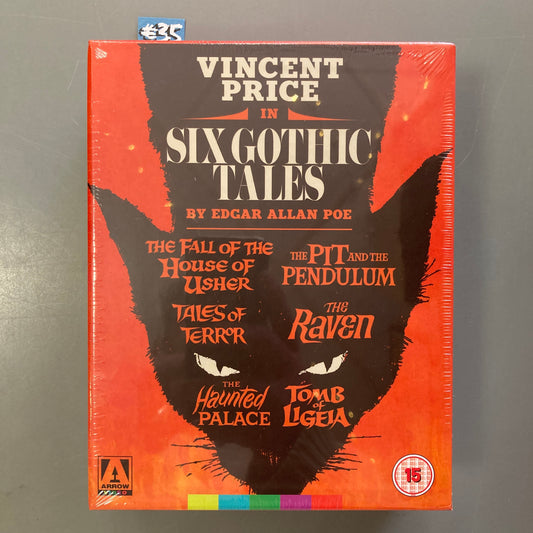 €35
VINCENT
PRICE
IN
SIX GOTHIC
TALES
BY EDGAR ALLAN POE
THE FALL OF THE
HOUSE OF
USHER
THE PIT AND THE
PENDULUM
TALES OF
TERROR
THE
RAVEN
THE
Haunted
PALACE
TOMB
of
LIGEIA
ARROW
VIDEO
15